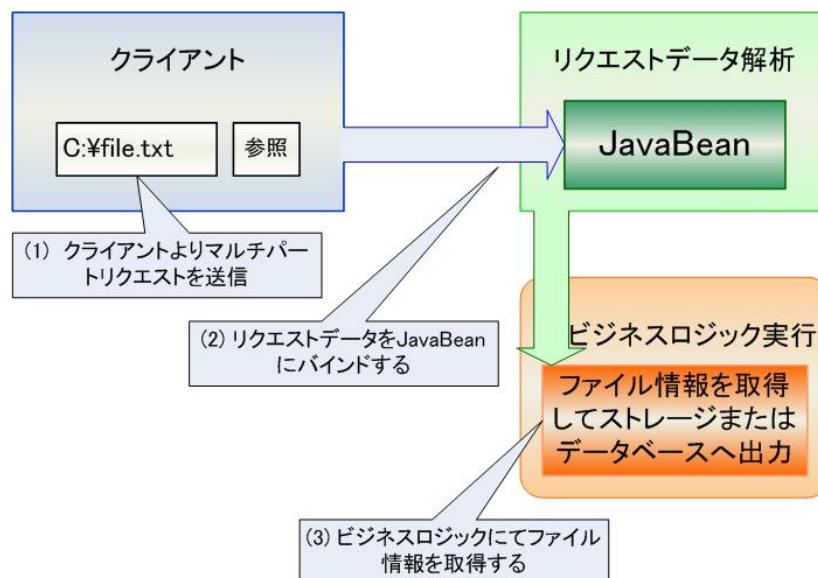 クライアント
C:¥file.txt
参照
リクエストデータ解析
JavaBean
(1) クライアントよりマルチパー
トリクエストを送信
(2) リクエストデータをJavaBean
にバインドする
ビジネスロジック実行
ファイル情報を取得
してストレージまたは
データベースへ出力
(3) ビジネスロジックにてファイル
情報を取得する